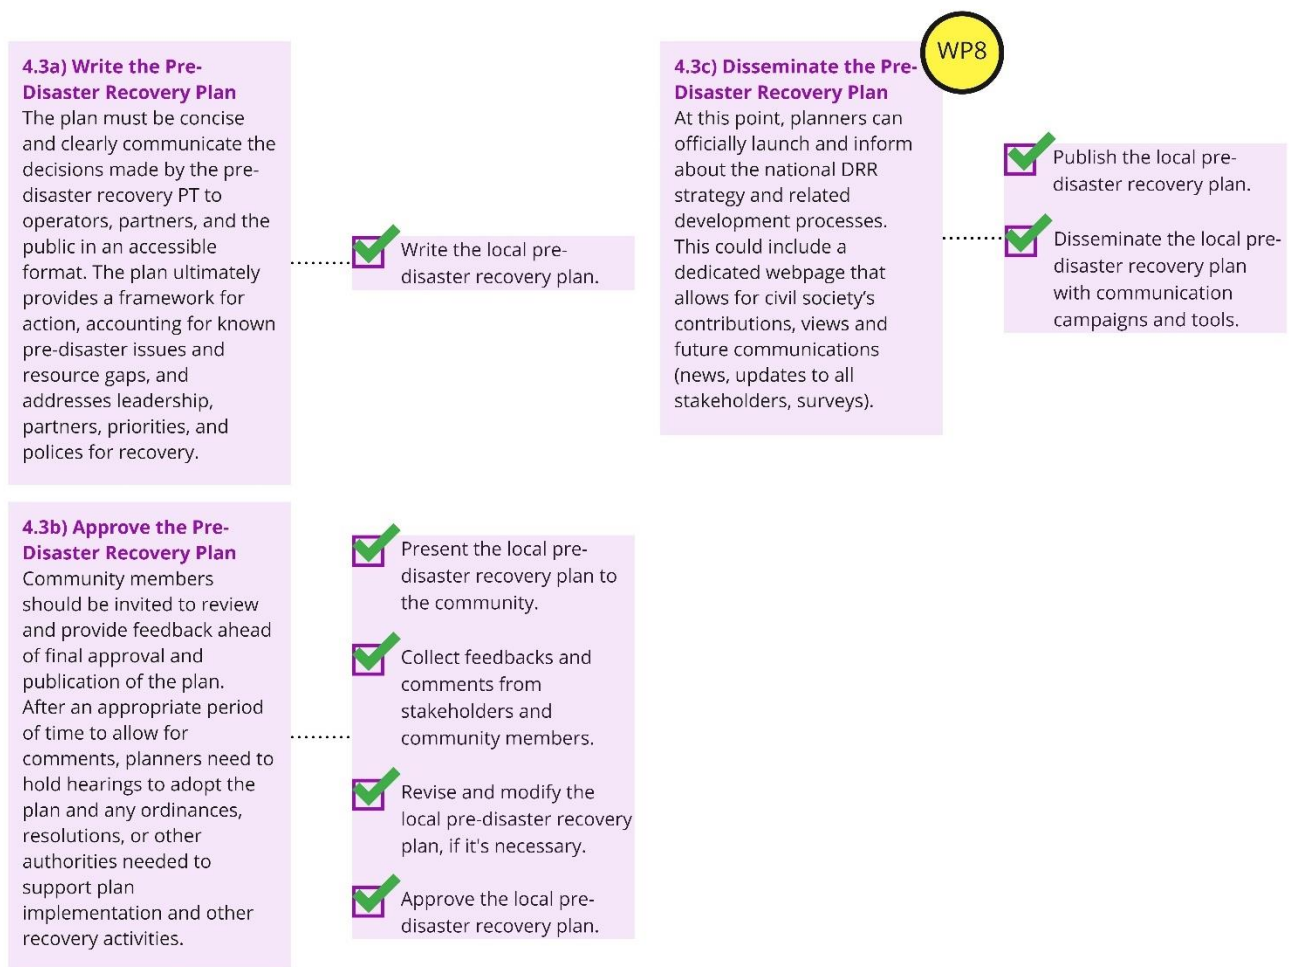 4.3a) Write the Pre-
Disaster Recovery Plan
The plan must be concise
and clearly communicate the
decisions made by the pre-
disaster recovery PT to
operators, partners, and the
public in an accessible
format. The plan ultimately
provides a framework for
action, accounting for known
pre-disaster issues and
resource gaps, and
addresses leadership,
partners, priorities, and
polices for recovery.
Write the local pre-
disaster recovery plan.
4.3b) Approve the Pre-
Disaster Recovery Plan
Community members
should be invited to review
and provide feedback ahead
of final approval and
publication of the plan.
After an appropriate period
of time to allow for
comments, planners need to
hold hearings to adopt the
plan and any ordinances,
resolutions, or other
authorities needed to
support plan
implementation and other
recovery activities.
Present the local pre-
disaster recovery plan to
the community.
Collect feedbacks and
comments from
stakeholders and
community members.
Revise and modify the
local pre-disaster recovery
plan, if it's necessary.
Approve the local pre-
disaster recovery plan.
WP8
4.3c) Disseminate the Pre-
Disaster Recovery Plan
At this point, planners can
officially launch and inform
about the national DRR
strategy and related
development processes.
This could include a
dedicated webpage that
allows for civil society’s
contributions, views and
future communications
(news, updates to all
stakeholders, surveys).
Publish the local pre-
disaster recovery plan.
Disseminate the local pre-
disaster recovery plan
with communication
campaigns and tools.